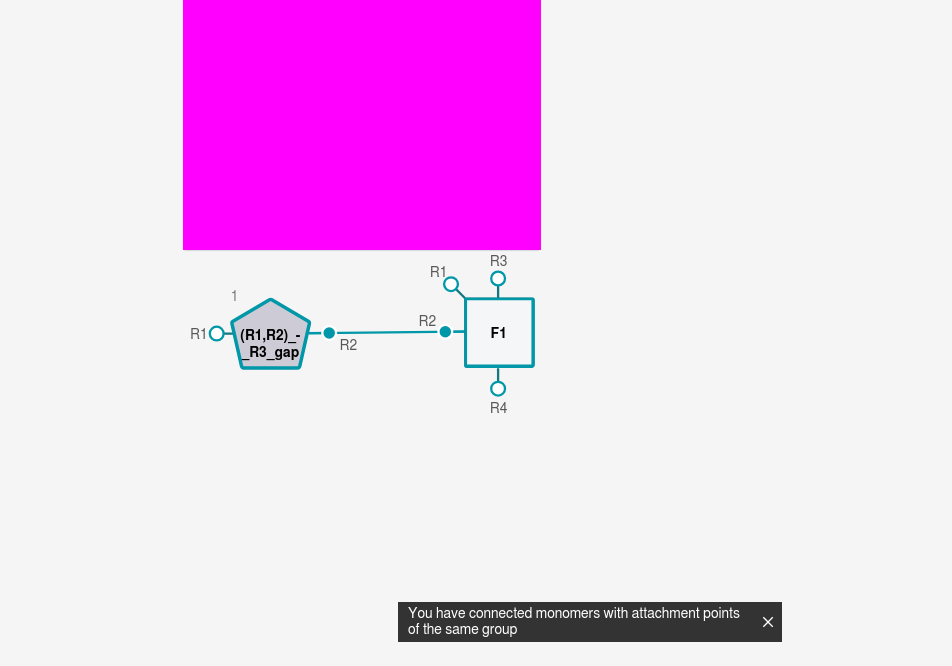 R3
R1
1
R2
R1
(R1,R2)_-
_R3_gap
F1
R2
R4
You have connected monomers with attachment points
of the same group